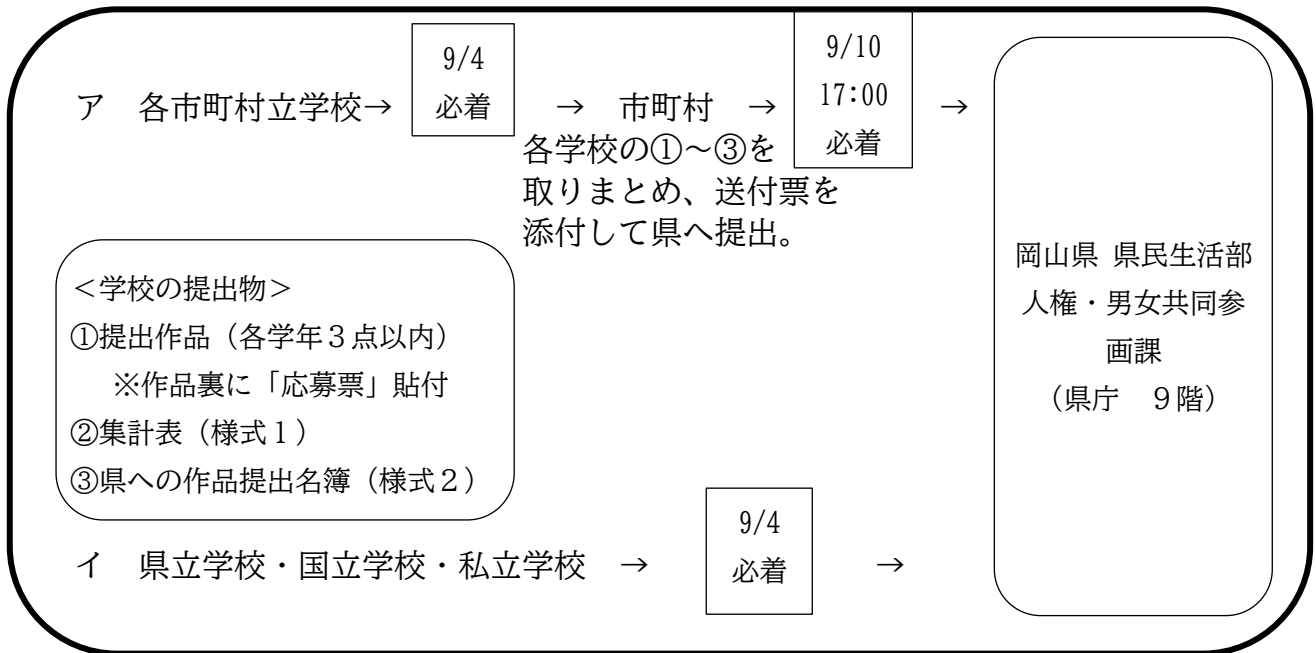 ア　各市町村立学校→
9/4
必着
→　市町村　→
9/10
17:00
必着
→
各学校の①～③を
取りまとめ、送付票を
添付して県へ提出。
＜学校の提出物＞
①提出作品（各学年３点以内）
※作品裏に「応募票」貼付
②集計表（様式１）
③県への作品提出名簿（様式２）
イ　県立学校・国立学校・私立学校　→
9/4
必着
→
岡山県 県民生活部
人権・男女共同参
画課
（県庁　９階）